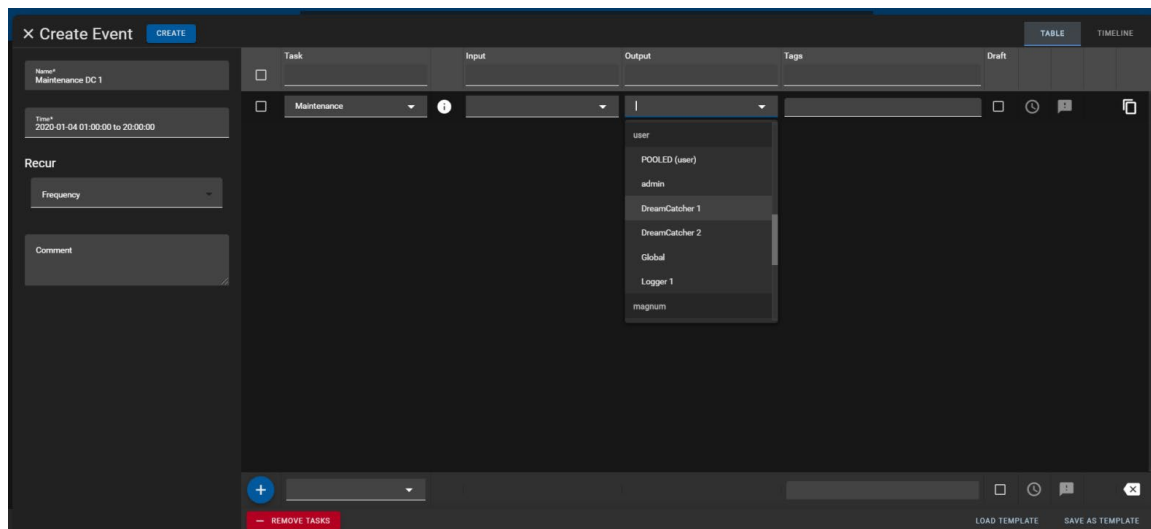 Create Event
CREATE
TABLE
TIMELINE
Name*
Maintenance DC 1
Time*
2020-01-04 01:00:00 to 20:00:00
Recur
Frequency
Comment
Task
Input
Output
Tags
Draft
Maintenance
user
POOLED (user)
admin
DreamCatcher 1
DreamCatcher 2
Global
Logger 1
magnum
REMOVE TASKS
LOAD TEMPLATE
SAVE AS TEMPLATE